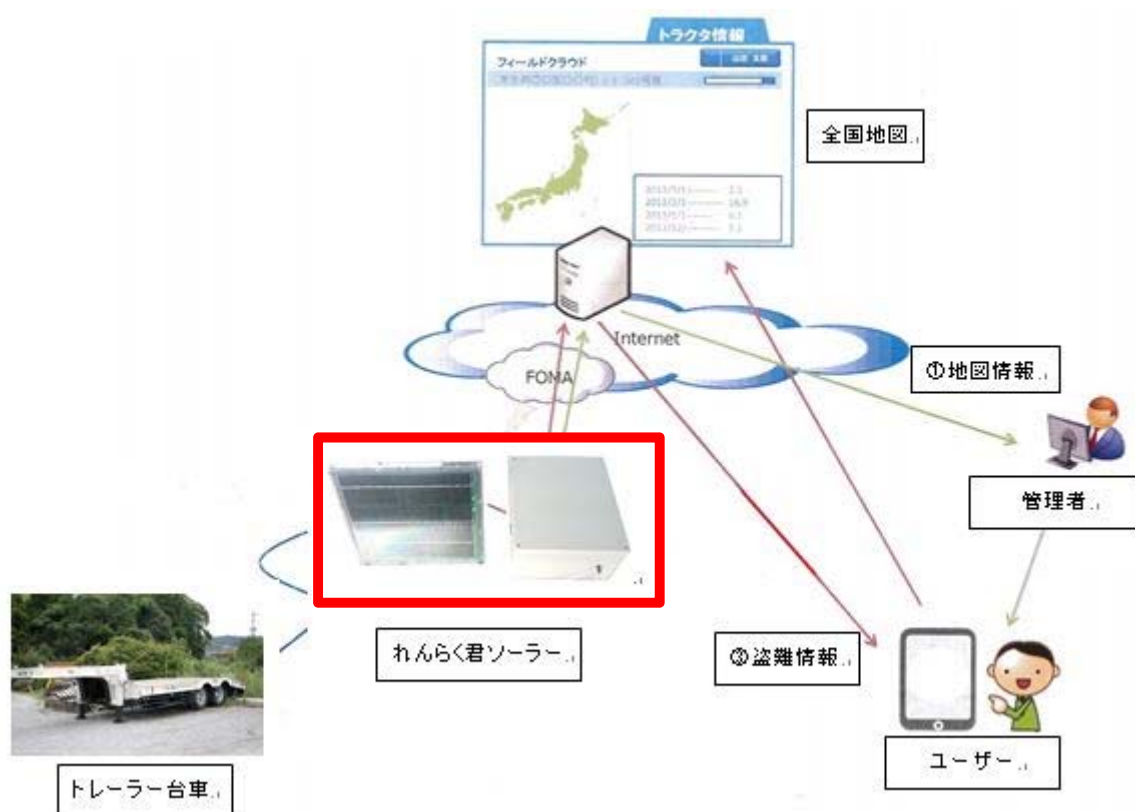 トラクタ情報
フィールドクラウド
全国地図
Internet
FOMA
①地図情報
管理者
れんらく君ソーラー
③盗難情報
ユーザー
トレーラー台車